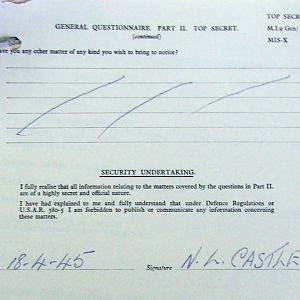 TOP SECRET
GENERAL QUESTIONNAIRE. PART II. TOP SECRET.
M.I.9 Gen/
(continued)
MIS-X
Have you any other matter of any kind you wish to bring to notice?
SECURITY UNDERTAKING.
I fully realise that all information relating to the matters covered by the questions in Part II.
are of a highly secret and official nature.
I have had explained to me and fully understand that under Defence Regulations or
U.S.A.R. 380-5 I am forbidden to publish or communicate any information concerning
these matters.
18-4-45 Signature N. L. CASTLE